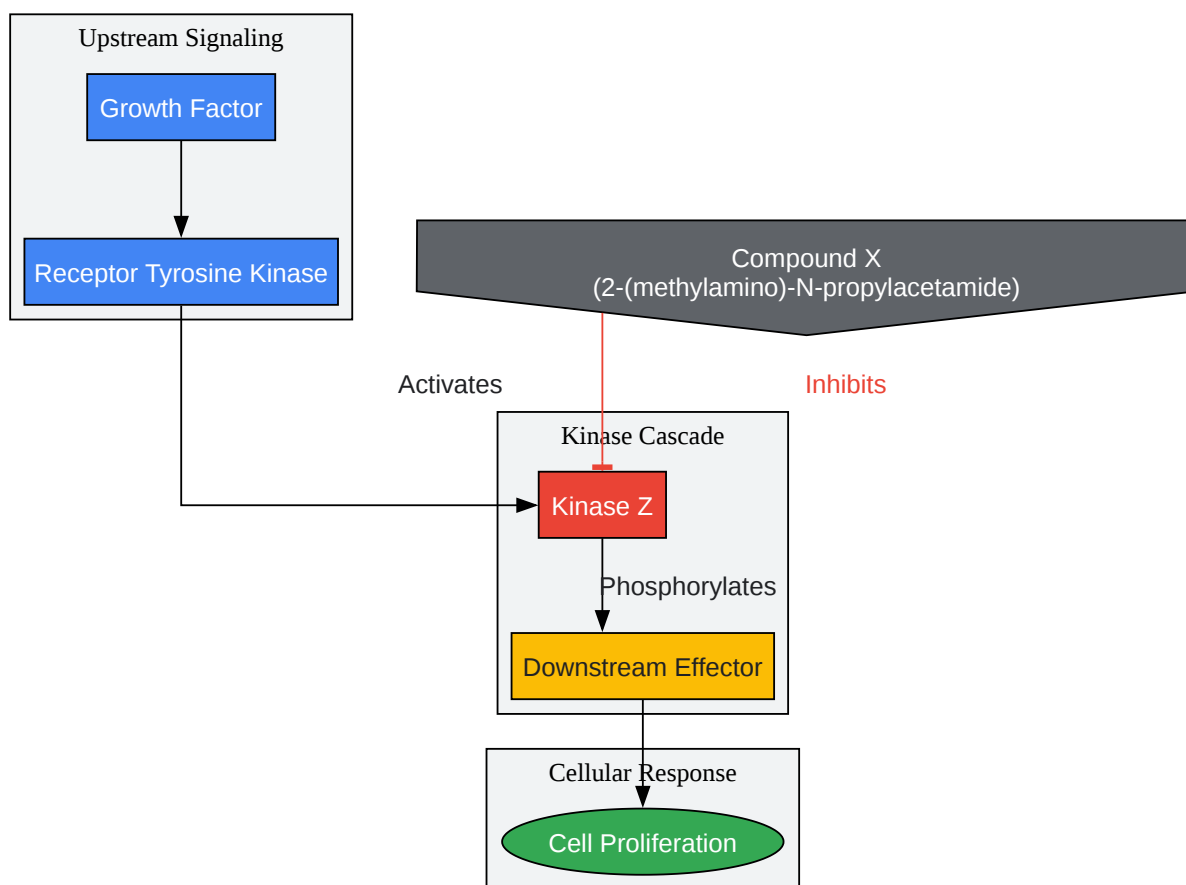 Upstream Signaling
Growth Factor
Receptor Tyrosine Kinase
Compound X
(2-(methylamino)-N-propylacetamide)
Activates
Inhibits
Kinase Cascade
Kinase Z
Phosphorylates
Downstream Effector
Cellular Response
Cell Proliferation